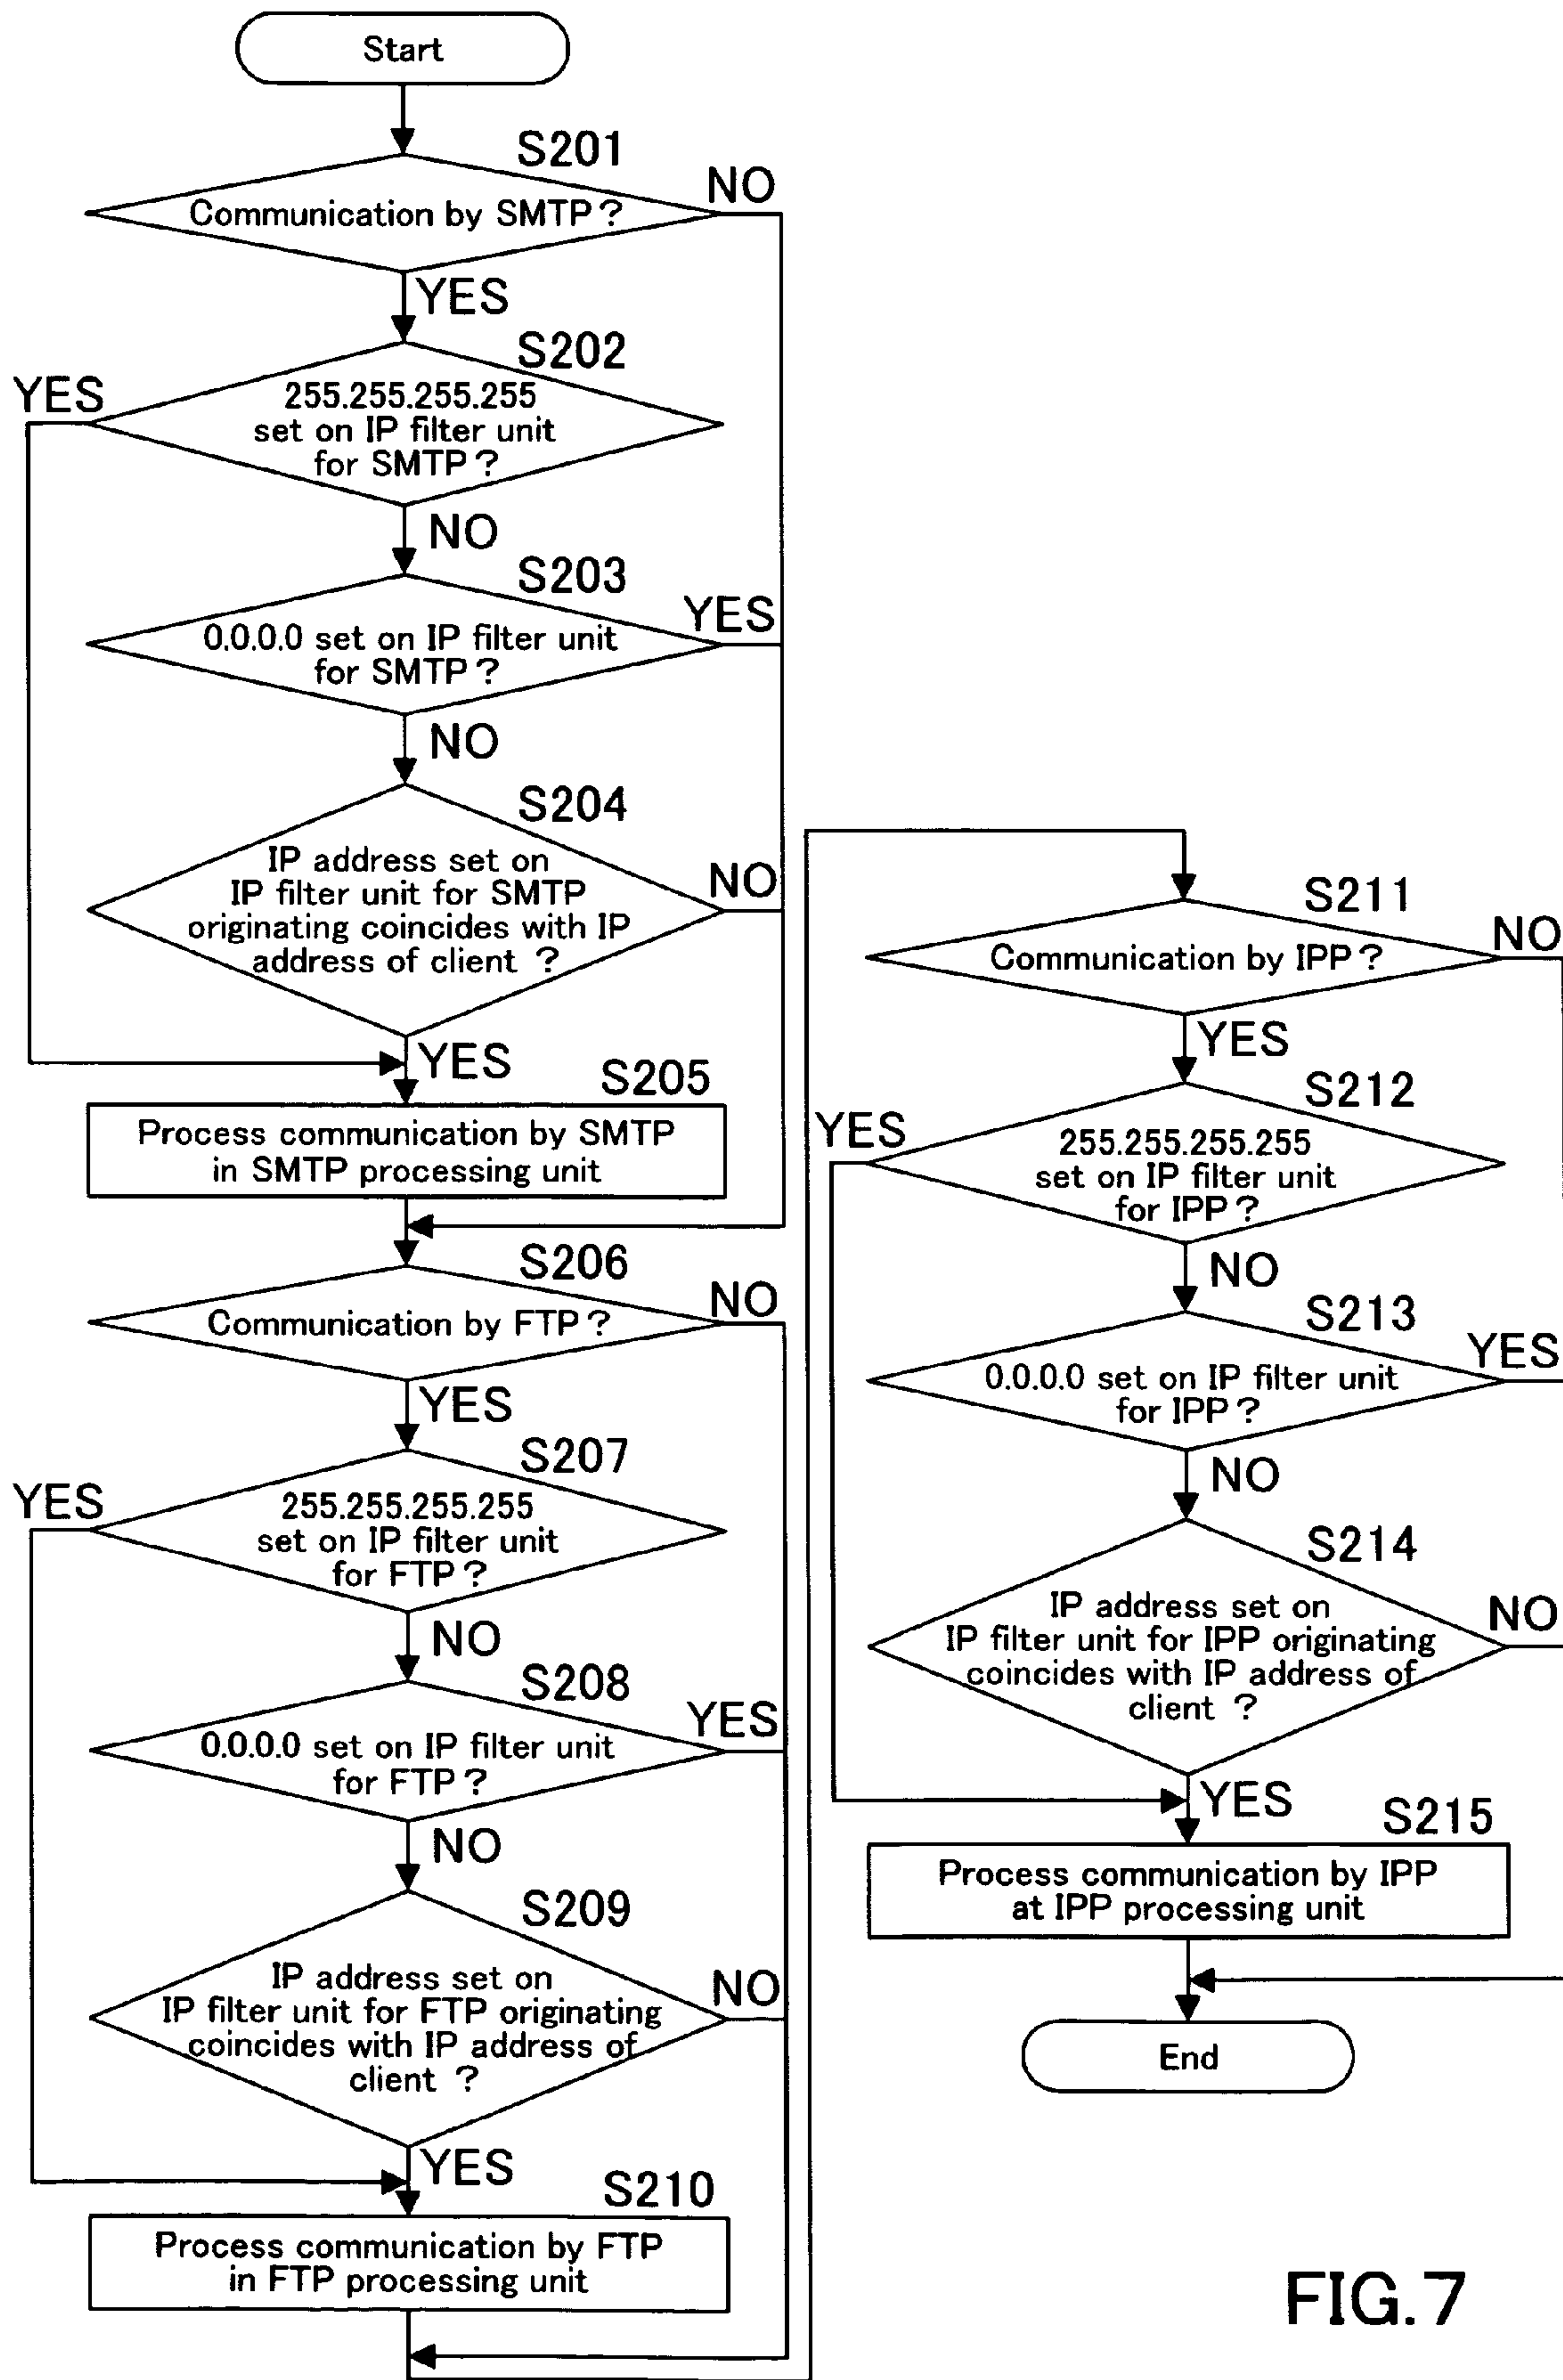 Start
S201
Communication by SMTP?
NO
YES
S202
YES
255.255.255.255
set on IP filter unit
for SMTP?
NO
S203
0.0.0.0 set on IP filter unit
for SMTP?
YES
NO
S204
IP address set on
IP filter unit for SMTP
originating coincides with IP
address of client ?
NO
YES
S205
Process communication by SMTP
in SMTP processing unit
S206
Communication by FTP?
NO
YES
S207
YES
255.255.255.255
set on IP filter unit
for FTP?
NO
S208
0.0.0.0 set on IP filter unit
for FTP?
YES
NO
S209
IP address set on
IP filter unit for FTP originating
coincides with IP address of
client ?
NO
YES
S210
Process communication by FTP
in FTP processing unit
S211
Communication by IPP?
NO
YES
S212
YES
255.255.255.255
set on IP filter unit
for IPP?
NO
S213
0.0.0.0 set on IP filter unit
for IPP?
YES
NO
S214
IP address set on
IP filter unit for IPP originating
coincides with IP address of
client ?
NO
YES
S215
Process communication by IPP
at IPP processing unit
End
FIG.7